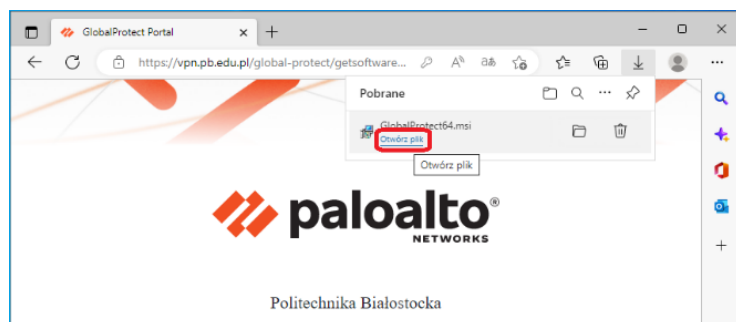 GlobalProtect Portal
https://vpn.pb.edu.pl/global-protect/getsoftware...
Pobrane
GlobalProtect64.msi
Otwórz plik
Otwórz plik
paloalto®
NETWORKS
Politechnika Białostocka